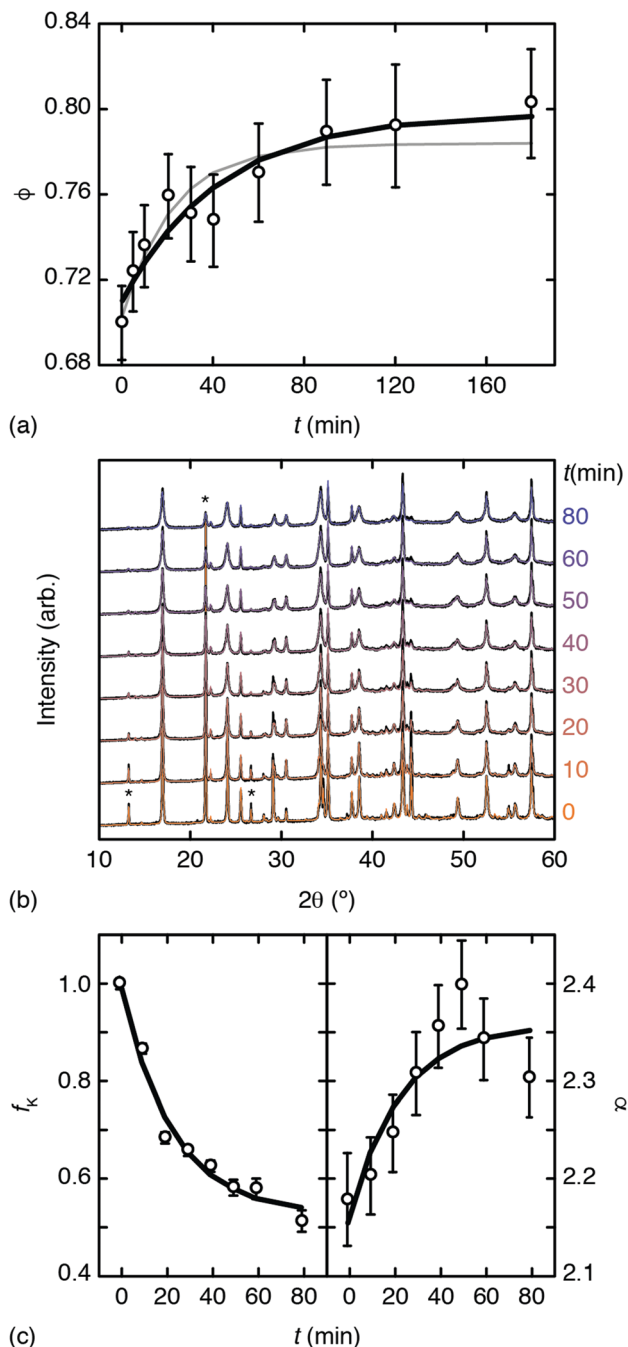 0.84
0.80
0.76
0.72
0.68
ϕ
0 40 80 120 160
(a) t (min)
t(min)
* 80
60
50
40
30
20
10
* * 0
Intensity (arb.)
10 20 30 40 50 60
(b) 2θ (º)
1.0 2.4
0.8 2.3
0.6 2.2
0.4 2.1
fk α
0 20 40 60 80 0 20 40 60 80
(c) t (min)